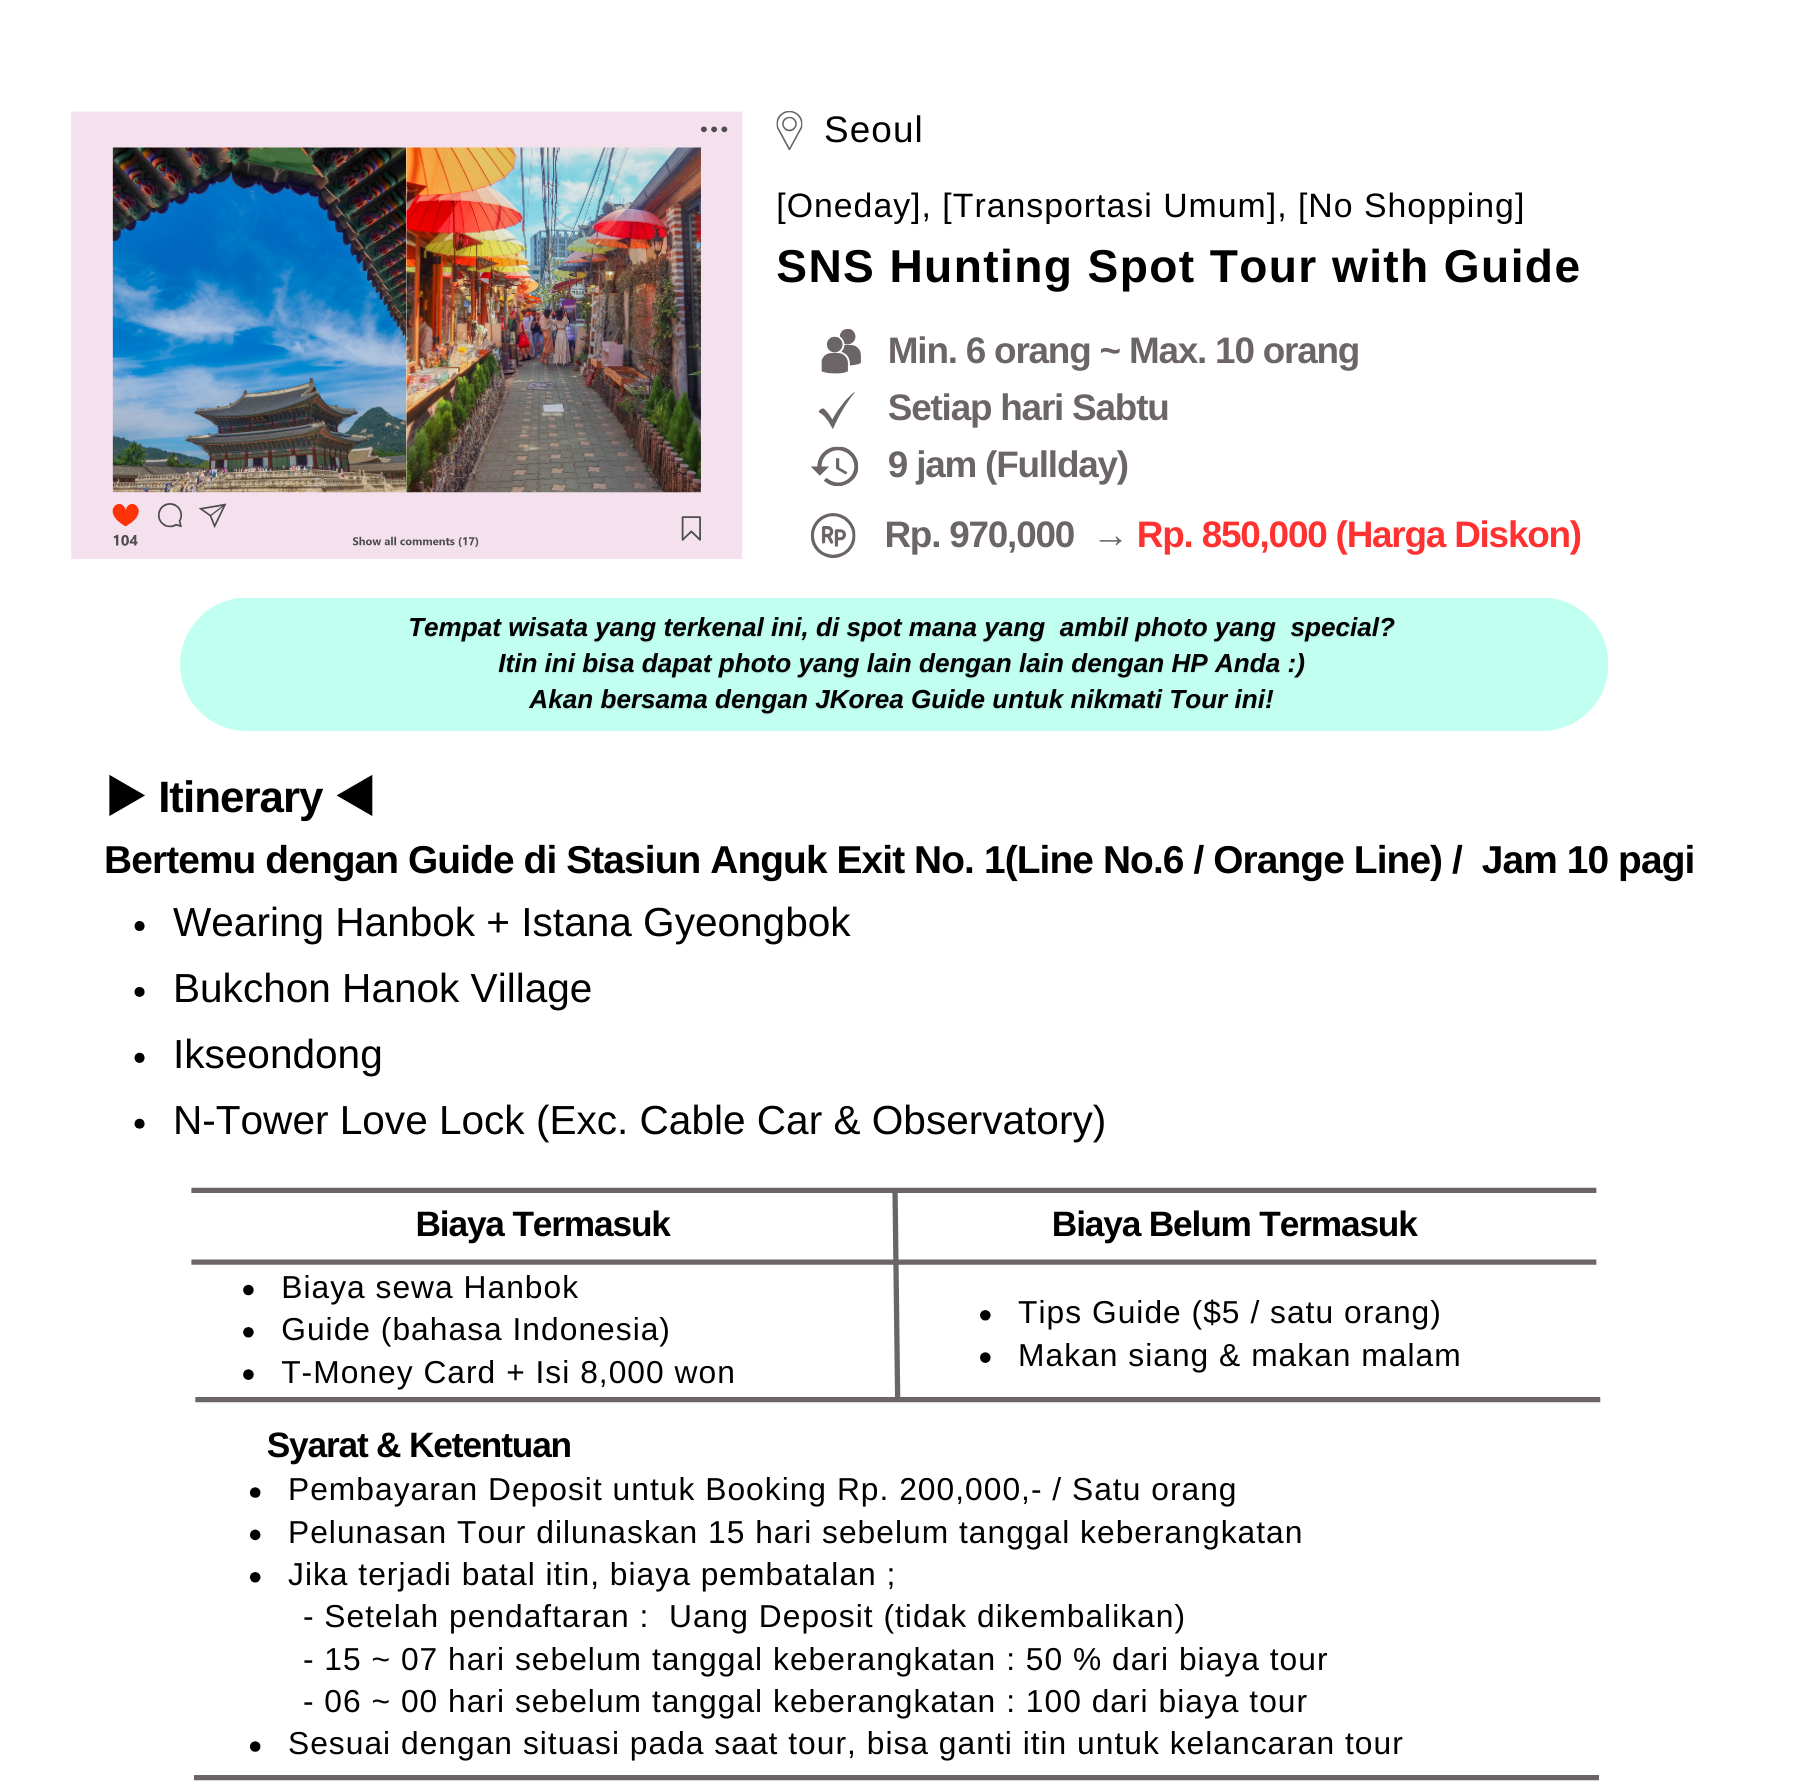 Seoul
[Oneday], [Transportasi Umum], [No Shopping]
SNS Hunting Spot Tour with Guide
Min. 6 orang ~ Max. 10 orang
Setiap hari Sabtu
9 jam (Fullday)
Rp. 970,000 → Rp. 850,000 (Harga Diskon)
104
Show all comments (17)
Tempat wisata yang terkenal ini, di spot mana yang ambil photo yang special?
Itin ini bisa dapat photo yang lain dengan lain dengan HP Anda :)
Akan bersama dengan JKorea Guide untuk nikmati Tour ini!
▶ Itinerary ◀
Bertemu dengan Guide di Stasiun Anguk Exit No. 1(Line No.6 / Orange Line) / Jam 10 pagi
• Wearing Hanbok + Istana Gyeongbok
• Bukchon Hanok Village
• Ikseondong
• N-Tower Love Lock (Exc. Cable Car & Observatory)
Biaya Termasuk
• Biaya sewa Hanbok
• Guide (bahasa Indonesia)
• T-Money Card + Isi 8,000 won
Biaya Belum Termasuk
• Tips Guide ($5 / satu orang)
• Makan siang & makan malam
Syarat & Ketentuan
• Pembayaran Deposit untuk Booking Rp. 200,000,- / Satu orang
• Pelunasan Tour dilunaskan 15 hari sebelum tanggal keberangkatan
• Jika terjadi batal itin, biaya pembatalan ;
- Setelah pendaftaran : Uang Deposit (tidak dikembalikan)
- 15 ~ 07 hari sebelum tanggal keberangkatan : 50 % dari biaya tour
- 06 ~ 00 hari sebelum tanggal keberangkatan : 100 dari biaya tour
• Sesuai dengan situasi pada saat tour, bisa ganti itin untuk kelancaran tour